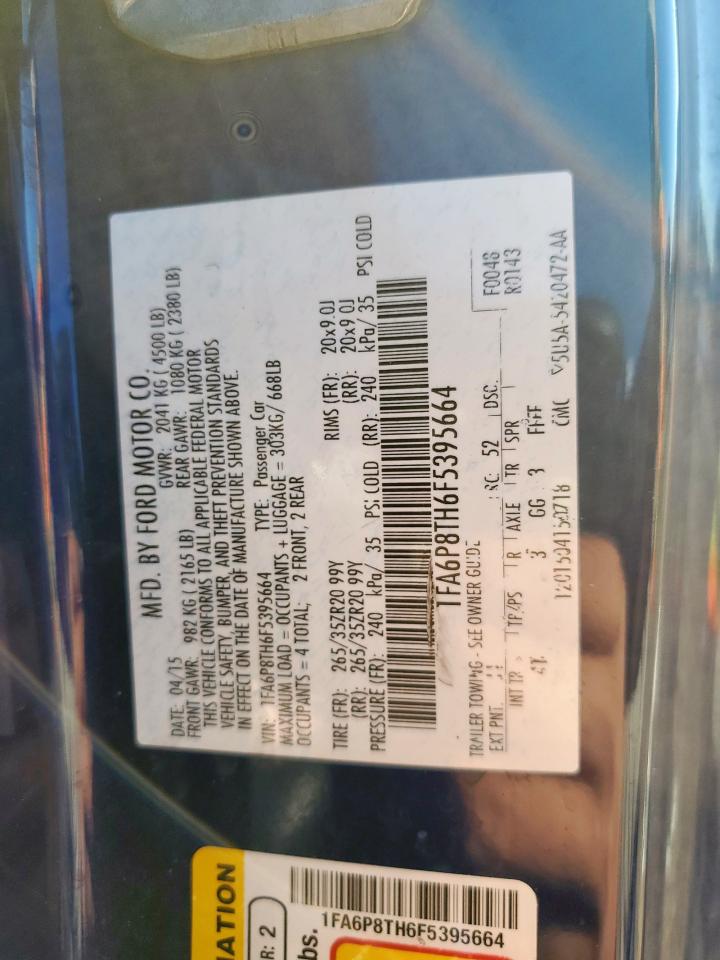 MFD. BY FORD MOTOR CO.
DATE: 04/15 GVWR: 2041 KG ( 4500 LB)
FRONT GAWR: 982 KG ( 2165 LB) REAR GAWR: 1080 KG ( 2380 LB)
THIS VEHICLE CONFORMS TO ALL APPLICABLE FEDERAL MOTOR
VEHICLE SAFETY, BUMPER, AND THEFT PREVENTION STANDARDS
IN EFFECT ON THE DATE OF MANUFACTURE SHOWN ABOVE.
VIN: 1FA6P8TH6F5395664 TYPE: Passenger Car
MAXIMUM LOAD = OCCUPANTS + LUGGAGE = 303KG/ 668LB
OCCUPANTS = 4 TOTAL; 2 FRONT, 2 REAR
TIRE (FR): 265/35ZR20 99Y RIMS (FR): 20x9.0J
(RR): 265/35ZR20 99Y (RR): 20x9.0J
PRESSURE (FR): 240 kPa/ 35 PSI COLD (RR): 240 kPa/ 35 PSI COLD
1FA6P8TH6F5395664
TRAILER TOWING - SEE OWNER GUIDE
F0048
EXT PNT: RC: 52 DSC: R0143
INT TR TP/PS R AXLE TR SPR
3 GG 3 FFFF
CMC
1FA6P8TH6F5395664
R: 2
bs.